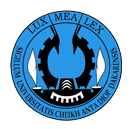 LUX MEA LEX
SIGILLUM UNIVERSITATIS CHEIKH ANTA DIOP DAKARENSIS